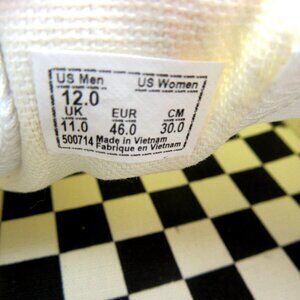 US Men US Women
12.0
UK EUR CM
11.0 46.0 30.0
500714 Made in Vietnam
Fabrique en Vietnam